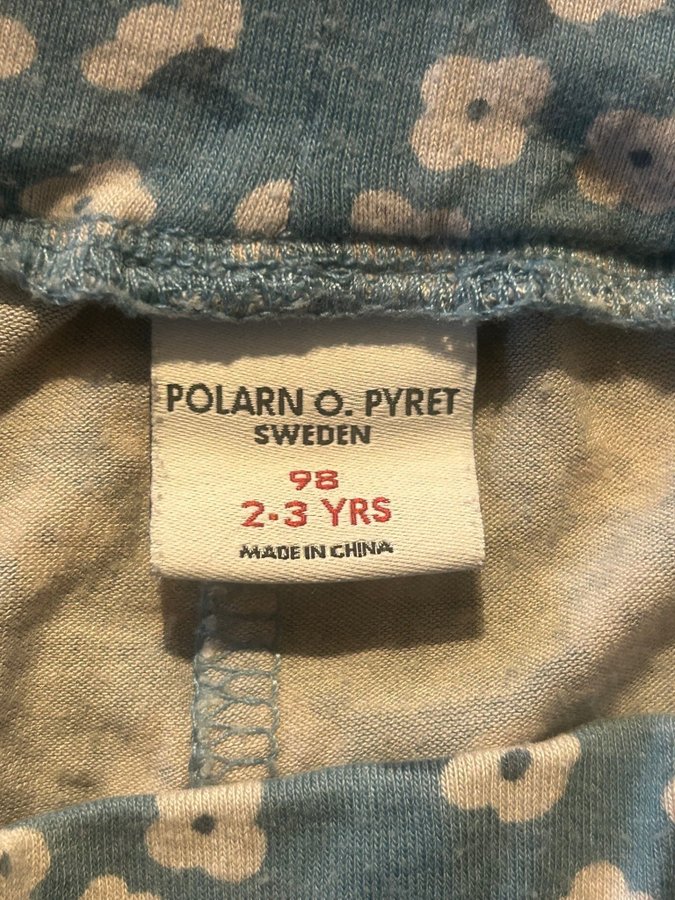 POLARN O. PYRET
SWEDEN
98
2-3 YRS
MADE IN CHINA